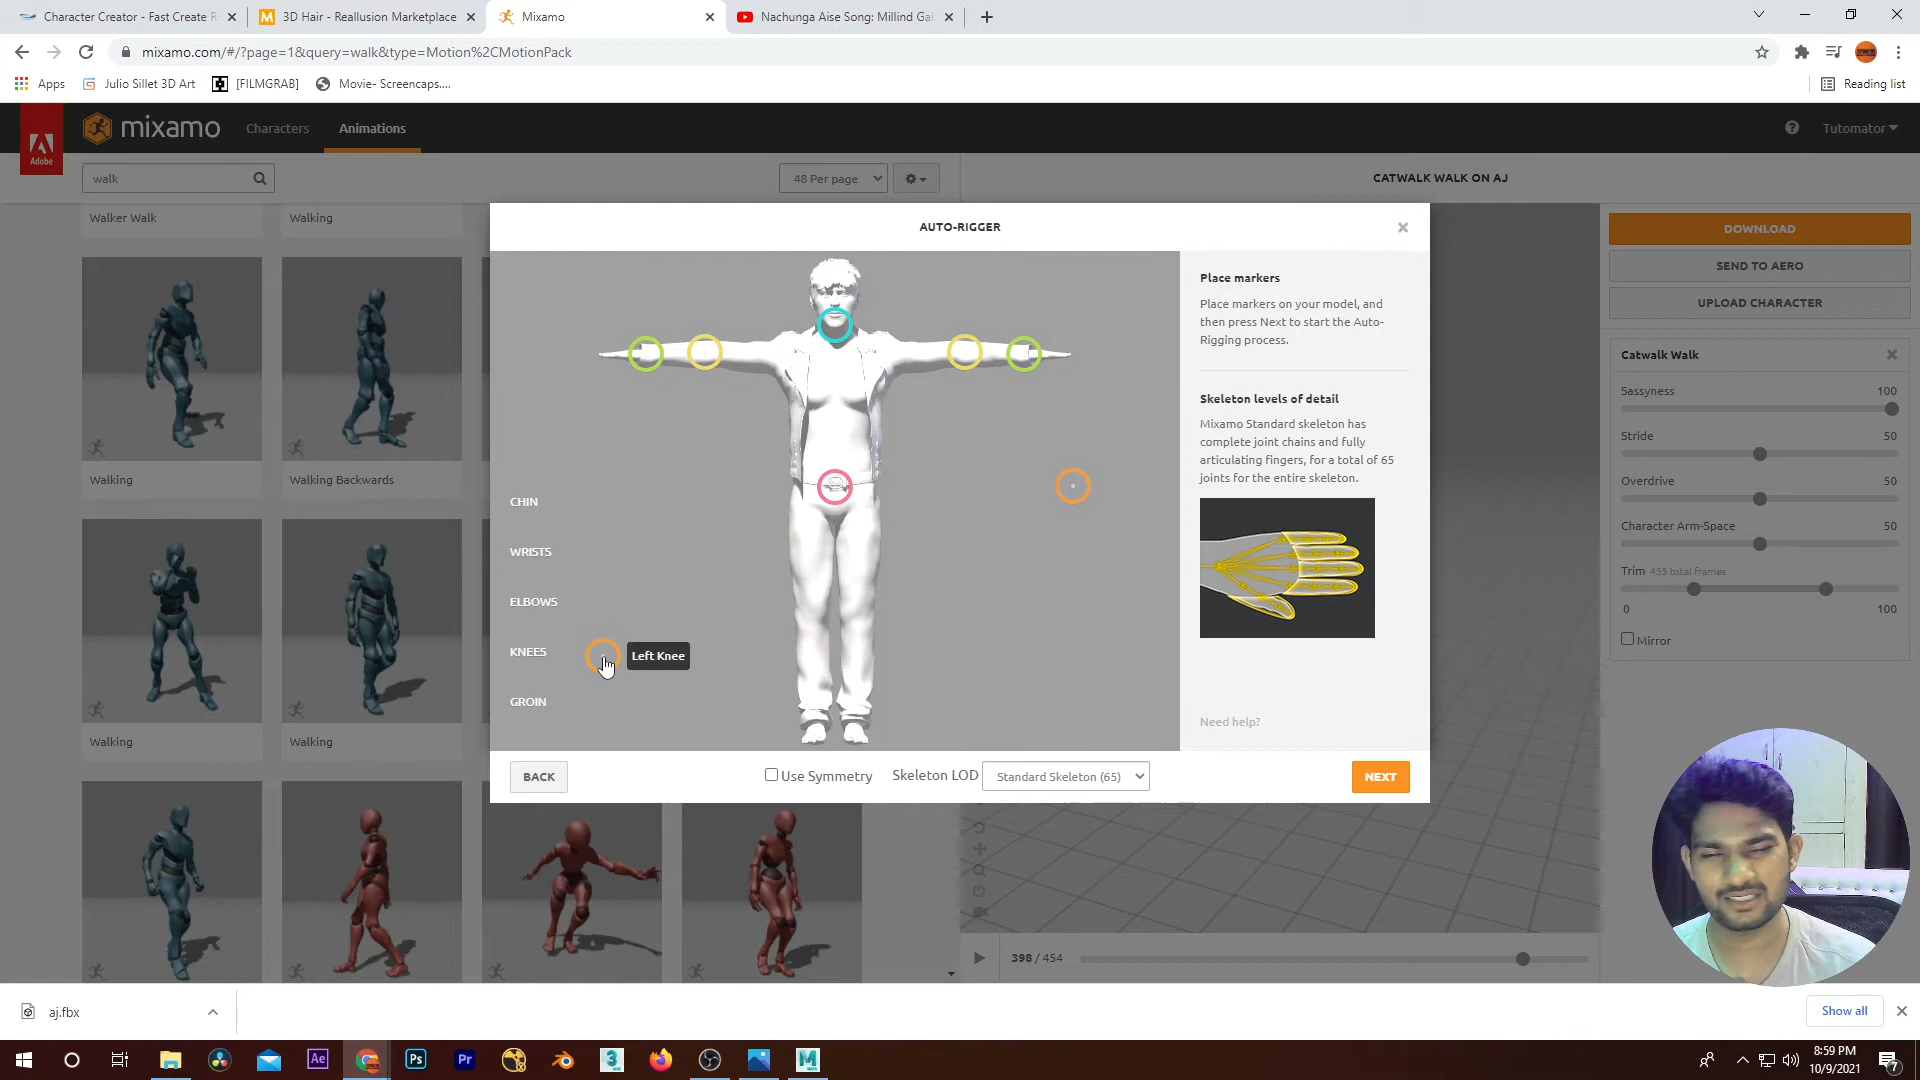 Character Creator - Fast Create R
3D Hair - Reallusion Marketplace
Mixamo
Nachunga Aise Song: Millind Ga
mixamo.com/#/?page=1&query=walk&type=Motion%2CMotionPack
Apps
Julio Sillet 3D Art
[FILMGRAB]
Movie- Screencaps....
Reading list
Adobe
mixamo
Characters
Animations
Tutomator
walk
48 Per page
CATWALK WALK ON AJ
Walker Walk
Walking
AUTO-RIGGER
DOWNLOAD
SEND TO AERO
UPLOAD CHARACTER
Place markers
Place markers on your model, and
then press Next to start the Auto-
Rigging process.
Skeleton levels of detail
Mixamo Standard skeleton has
complete joint chains and fully
articulating fingers, for a total of 65
joints for the entire skeleton.
Need help?
CHIN
WRISTS
ELBOWS
KNEES
Left Knee
GROIN
BACK
Use Symmetry
Skeleton LOD
Standard Skeleton (65)
NEXT
Catwalk Walk
Sassyness
100
Stride
50
Overdrive
50
Character Arm-Space
50
Trim 455 total frames
0
100
Mirror
Walking
Walking Backwards
Walking
Walking
398 / 454
aj.fbx
Show all
Ae
Ps
Pr
8:59 PM
10/9/2021
7